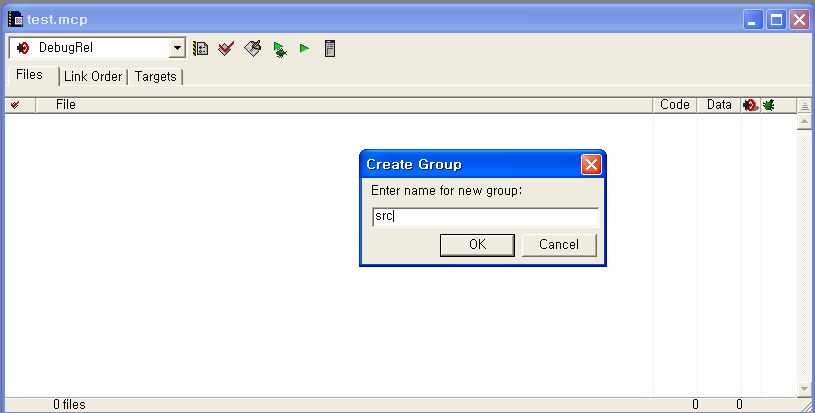 test.mcp
DebugRel
Files Link Order Targets
File Code Data
Create Group
Enter name for new group:
src
OK Cancel
0 files 0 0